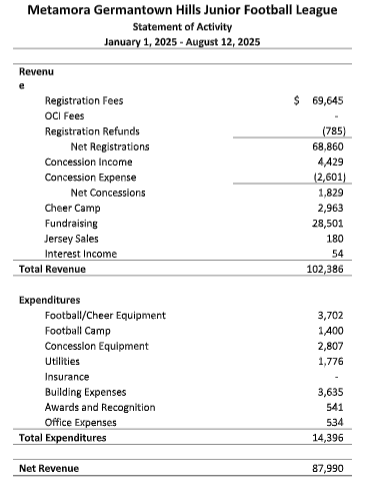 Metamora Germantown Hills Junior Football League
Statement of Activity
January 1, 2025 - August 12, 2025
Revenu
e
Registration Fees $ 69,645
OCI Fees -
Registration Refunds (785)
Net Registrations 68,860
Concession Income 4,429
Concession Expense (2,601)
Net Concessions 1,829
Cheer Camp 2,963
Fundraising 28,501
Jersey Sales 180
Interest Income 54
Total Revenue 102,386
Expenditures
Football/Cheer Equipment 3,702
Football Camp 1,400
Concession Equipment 2,807
Utilities 1,776
Insurance -
Building Expenses 3,635
Awards and Recognition 541
Office Expenses 534
Total Expenditures 14,396
Net Revenue 87,990